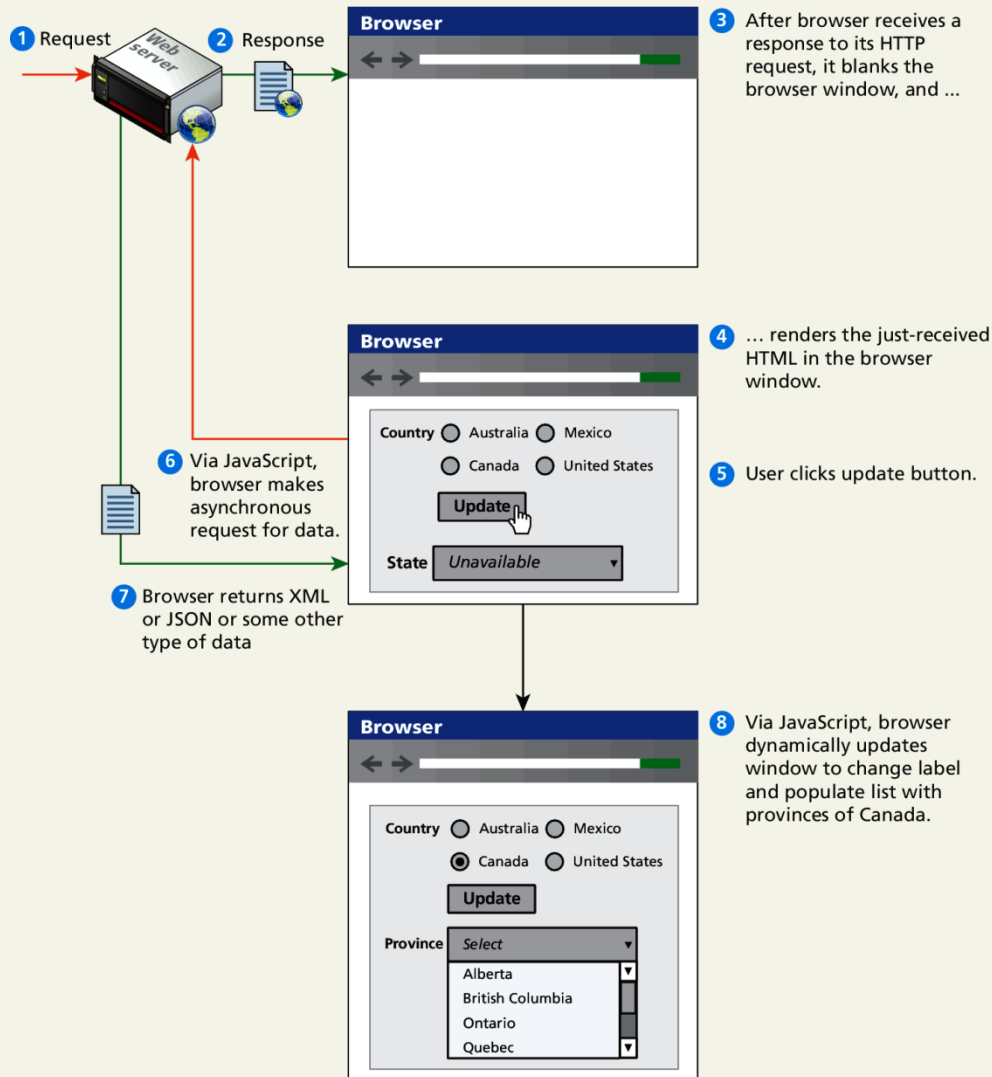 1 Request
Web
server
2 Response
Browser
3 After browser receives a
response to its HTTP
request, it blanks the
browser window, and ...
Browser
4 ... renders the just-received
HTML in the browser
window.
Country Australia Mexico
Canada United States
Update
State Unavailable
5 User clicks update button.
6 Via JavaScript,
browser makes
asynchronous
request for data.
7 Browser returns XML
or JSON or some other
type of data
Browser
8 Via JavaScript, browser
dynamically updates
window to change label
and populate list with
provinces of Canada.
Country Australia Mexico
Canada United States
Update
Province Select
Alberta
British Columbia
Ontario
Quebec